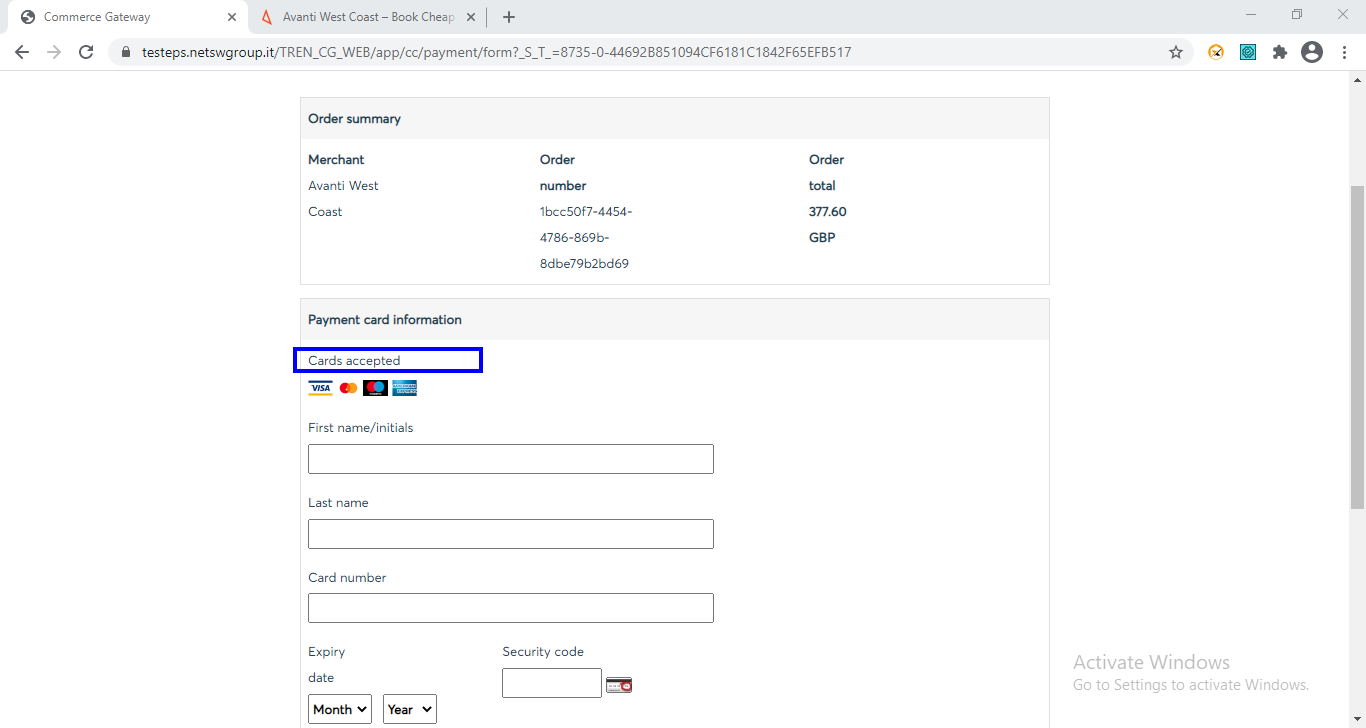 Commerce Gateway
Avanti West Coast – Book Cheap
testeps.netswgroup.it/TREN_CG_WEB/app/cc/payment/form?_S_T_=8735-0-44692B851094CF6181C1842F65EFB517
Order summary
Merchant
Avanti West
Coast
Order
number
1bcc50f7-4454-
4786-869b-
8dbe79b2bd69
Order
total
377.60
GBP
Payment card information
Cards accepted
VISA
First name/initials
Last name
Card number
Expiry
date
Security code
Month
Year
Activate Windows
Go to Settings to activate Windows.